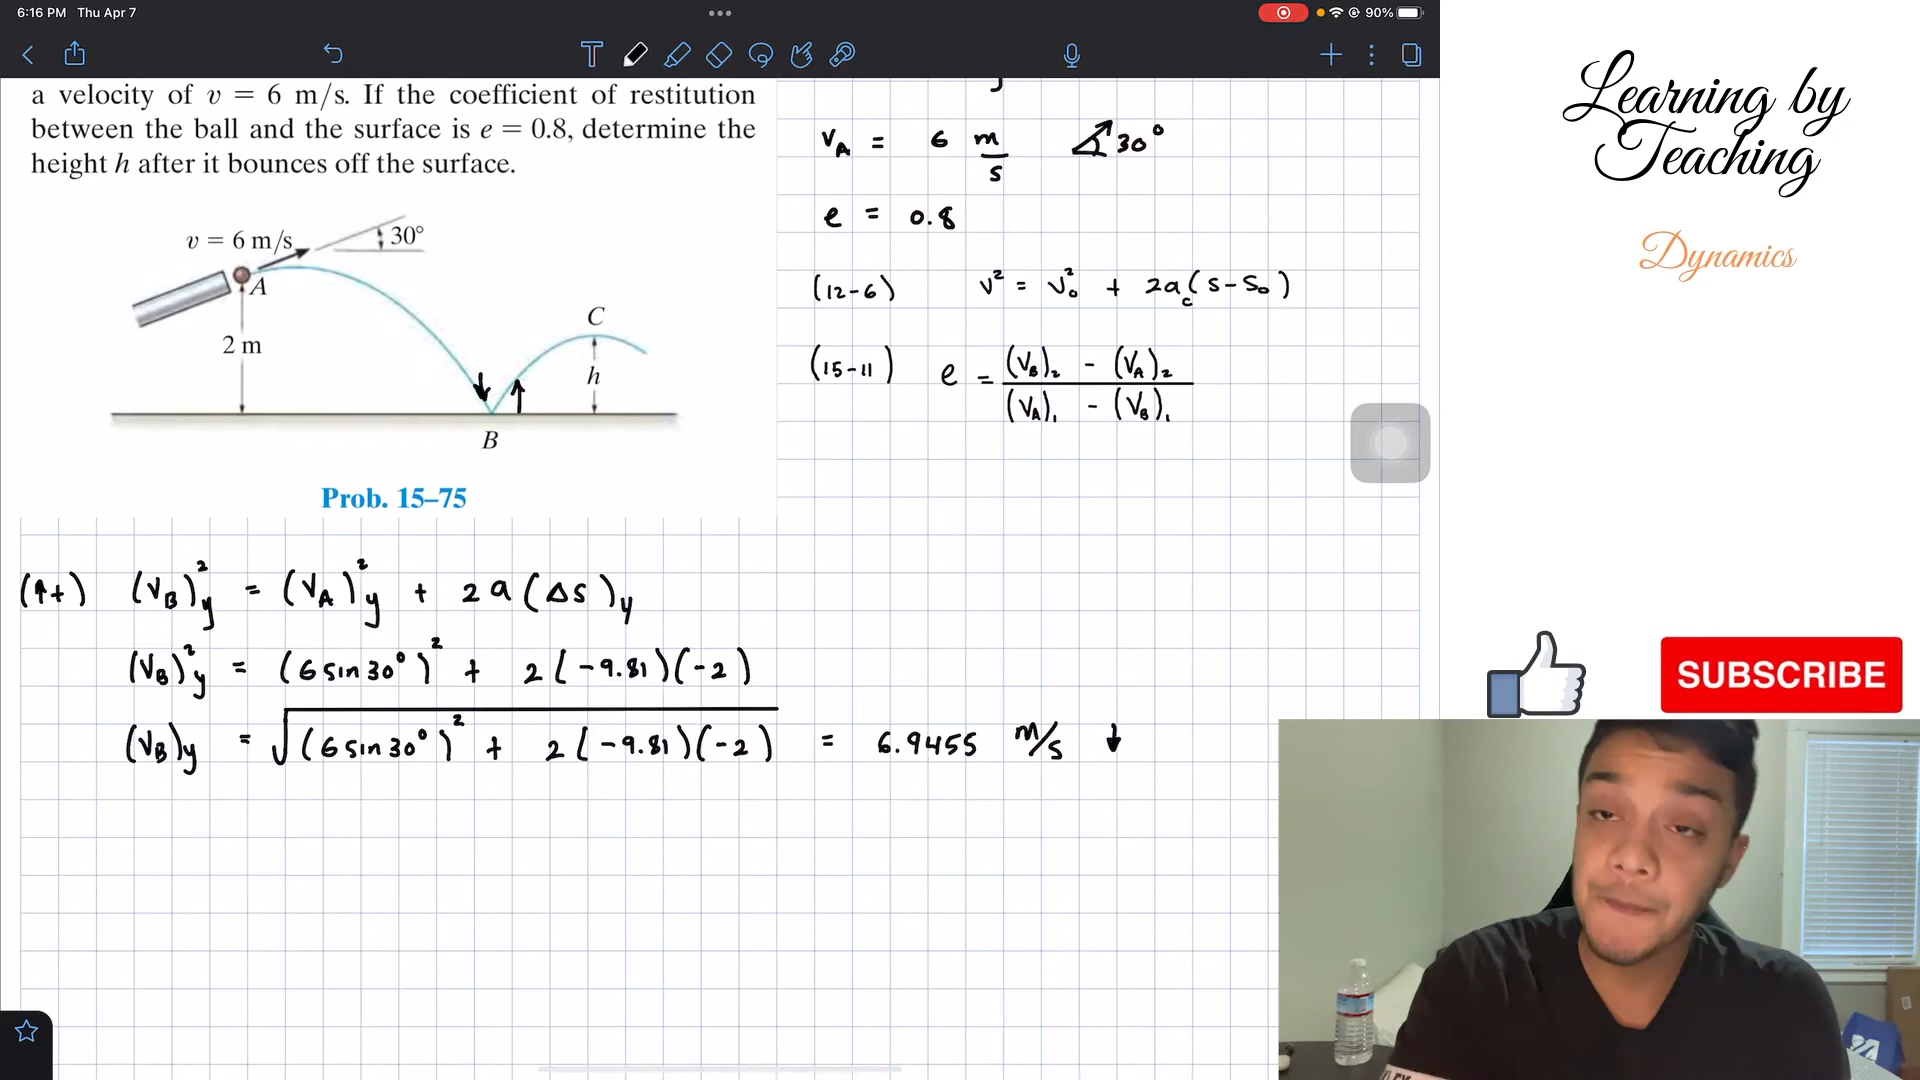 6:16 PM Thu Apr 7
90%
a velocity of v = 6 m/s. If the coefficient of restitution
between the ball and the surface is e = 0.8, determine the
height h after it bounces off the surface.
v = 6 m/s
30°
A
2 m
C
h
B
Prob. 15–75
v_A = 6 m/s 30°
e = 0.8
(12-6) v² = v₀² + 2a_c(s-s₀)
(15-11) e = ((V_B)₂ - (V_A)₂) / ((V_A)₁ - (V_B)₁)
(↑+) (V_B)²_y = (V_A)²_y + 2a(Δs)_y
(V_B)²_y = (6 sin 30°)² + 2(-9.81)(-2)
(V_B)_y = √((6 sin 30°)² + 2(-9.81)(-2)) = 6.9455 m/s ↓
Learning by
Teaching
Dynamics
SUBSCRIBE